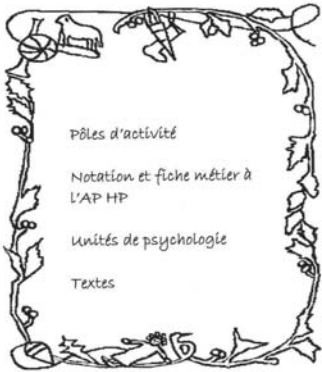 Pôles d'activité
Notation et fiche métier à
L'AP HP
Unités de psychologie
Textes